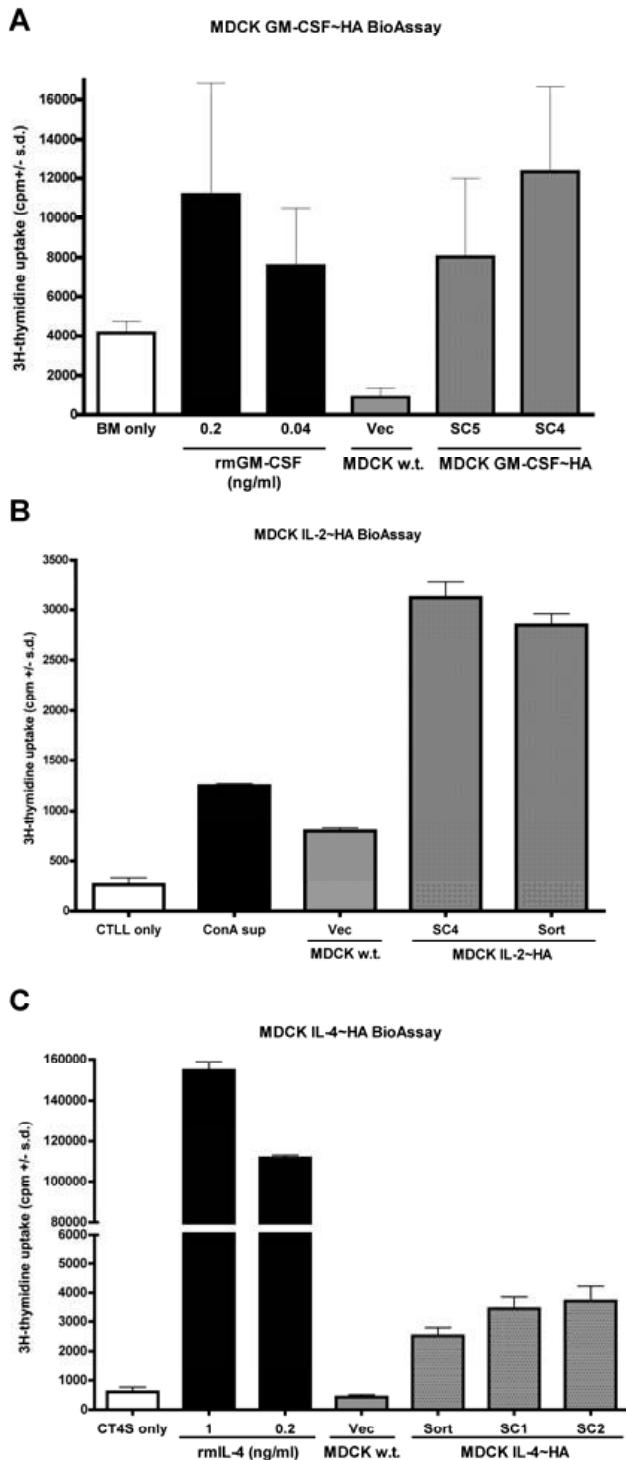 A
MDCK GM-CSF~HA BioAssay
3H-thymidine uptake (cpm+/- s.d.)
16000
14000
12000
10000
8000
6000
4000
2000
0
BM only 0.2 0.04 Vec SC5 SC4
rmGM-CSF MDCK w.t. MDCK GM-CSF~HA
(ng/ml)
B
MDCK IL-2~HA BioAssay
3H-thymidine uptake (cpm +/- s.d.)
3500
3000
2500
2000
1500
1000
500
0
CTLL only ConA sup Vec SC4 Sort
MDCK w.t. MDCK IL-2~HA
C
MDCK IL-4~HA BioAssay
3H-thymidine uptake (cpm +/- s.d.)
160000
140000
120000
100000
80000
6000
5000
4000
3000
2000
1000
0
CT4S only 1 0.2 Vec Sort SC1 SC2
rmIL-4 (ng/ml) MDCK w.t. MDCK IL-4~HA